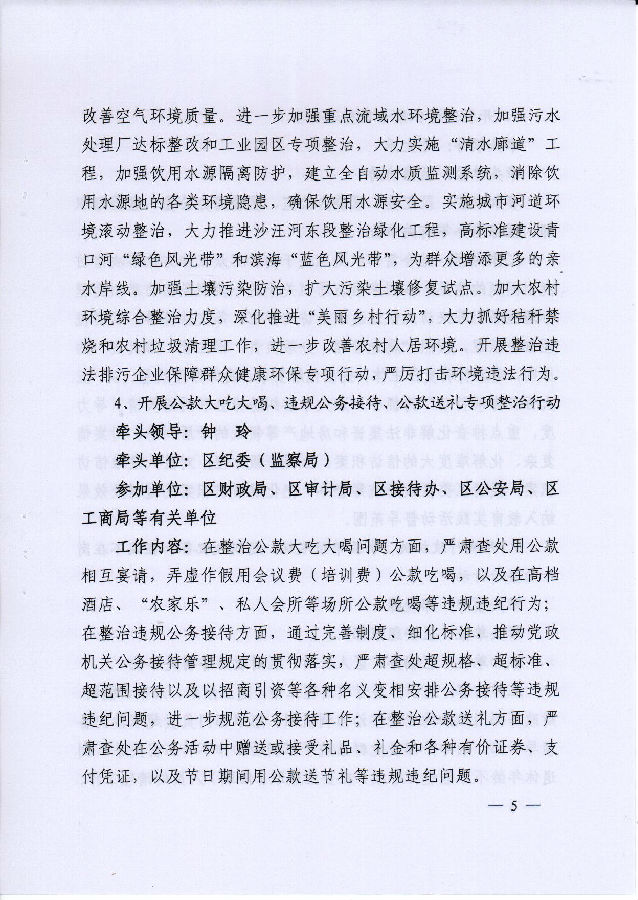 改善空气环境质量。进一步加强重点流域水环境整治，加强污水
处理厂达标整改和工业园区专项整治，大力实施“清水廊道”工
程，加强饮用水源隔离防护，建立全自动水质监测系统，消除饮
用水源地的各类环境隐患，确保饮用水源安全。实施城市河道环
境滚动整治，大力推进沙汪河东段整治绿化工程，高标准建设青
口河“绿色风光带”和滨海“蓝色风光带”，为群众增添更多的亲
水岸线。加强土壤污染防治，扩大污染土壤修复试点。加大农村
环境综合整治力度，深化推进“美丽乡村行动”，大力抓好秸秆禁
烧和农村垃圾清理工作，进一步改善农村人居环境。开展整治违
法排污企业保障群众健康环保专项行动，严厉打击环境违法行为。
4、开展公款大吃大喝、违规公务接待、公款送礼专项整治行动
牵头领导：钟 玲
牵头单位：区纪委（监察局）
参加单位：区财政局、区审计局、区接待办、区公安局、区
工商局等有关单位
工作内容：在整治公款大吃大喝问题方面，严肃查处用公款
相互宴请，弄虚作假用会议费（培训费）公款吃喝，以及在高档
酒店、“农家乐”、私人会所等场所公款吃喝等违规违纪行为；
在整治违规公务接待方面，通过完善制度、细化标准，推动党政
机关公务接待管理规定的贯彻落实，严肃查处超规格、超标准、
超范围接待以及以招商引资等各种名义变相安排公务接待等违规
违纪问题，进一步规范公务接待工作；在整治公款送礼方面，严
肃查处在公务活动中赠送或接受礼品、礼金和各种有价证券、支
付凭证，以及节日期间用公款送节礼等违规违纪问题。
— 5 —